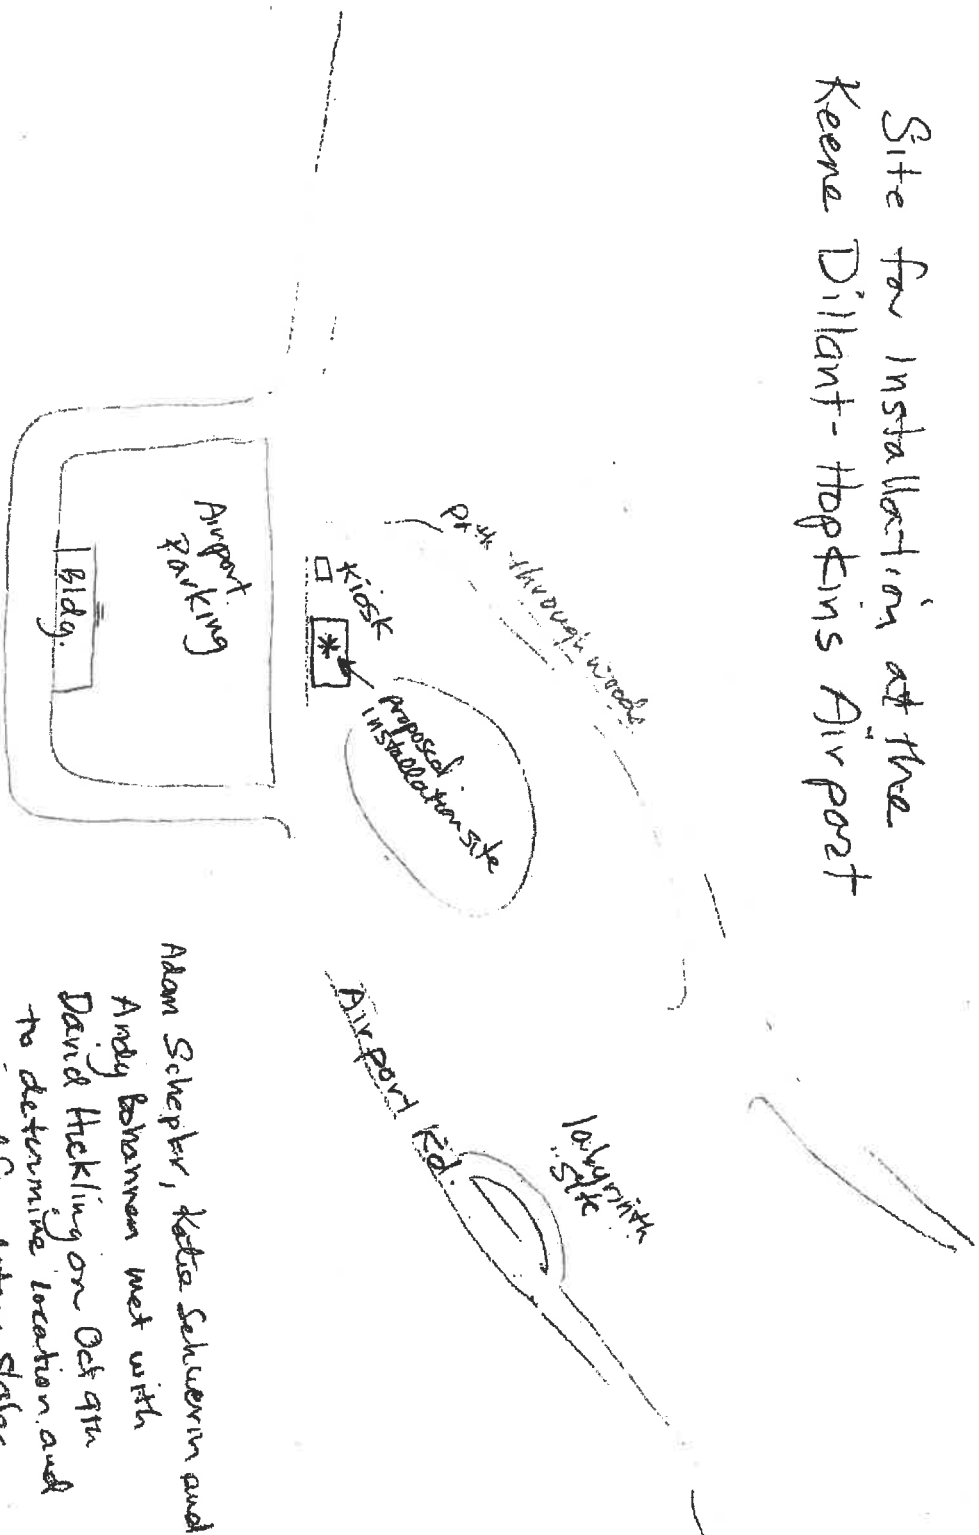 Site for Installation at the
Keene Dillant-Hopkins Airport
Path through woods
Kiosk
*
proposed
installation site
Airport
Parking
Bldg.
labyrinth
site
Airport Rd.
Adam Schepker, Katie Schwerin and
Andy Bohannon met with
David Hickling on Oct 9th
to determine location and